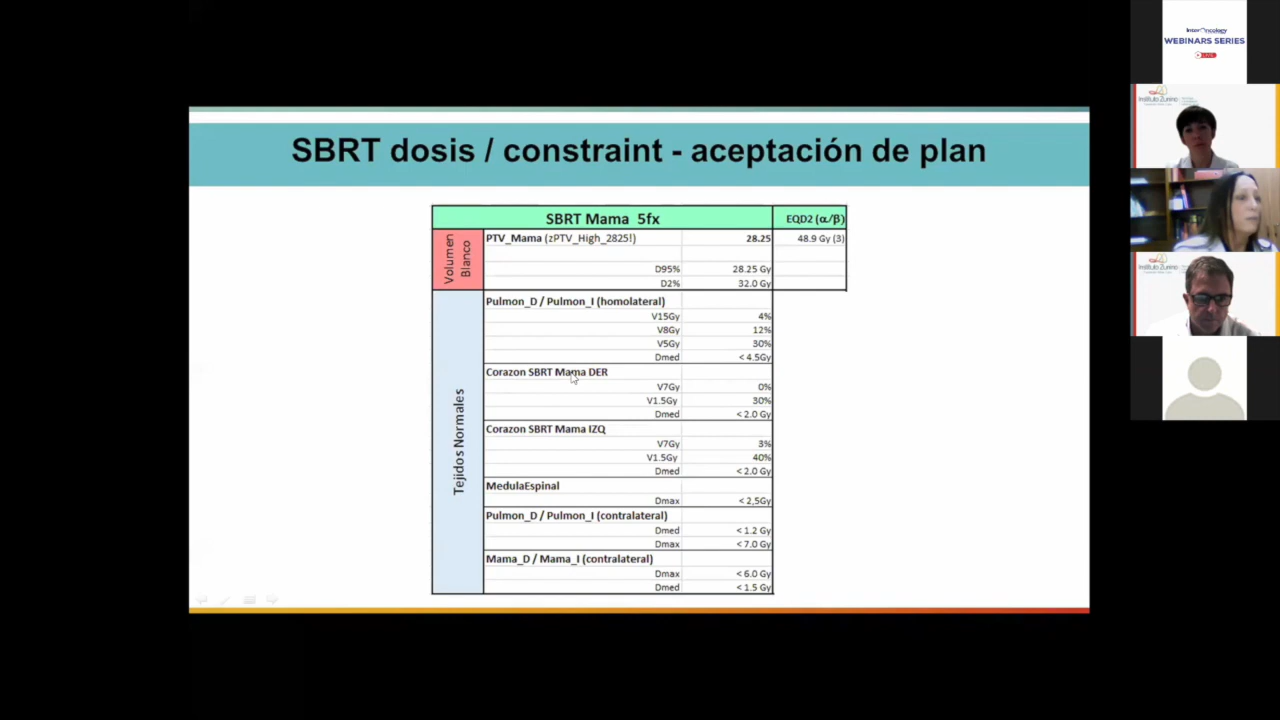 SBRT dosis / constraint - aceptación de plan
SBRT Mama 5fx EQD2 (α/β)
Volumen Blanco
PTV_Mama (zPTV_High_2825!) 28.25 48.9 Gy (3)
D95% 28.25 Gy
D2% 32.0 Gy
Tejidos Normales
Pulmon_D / Pulmon_I (homolateral)
V15Gy 4%
V8Gy 12%
V5Gy 30%
Dmed < 4.5Gy
Corazon SBRT Mama DER
V7Gy 0%
V1.5Gy 30%
Dmed < 2.0 Gy
Corazon SBRT Mama IZQ
V7Gy 3%
V1.5Gy 40%
Dmed < 2.0 Gy
MedulaEspinal
Dmax < 2,5Gy
Pulmon_D / Pulmon_I (contralateral)
Dmed < 1.2 Gy
Dmax < 7.0 Gy
Mama_D / Mama_I (contralateral)
Dmax < 6.0 Gy
Dmed < 1.5 Gy
InterOncology
WEBINARS SERIES
Instituto Zunino
Instituto Zunino